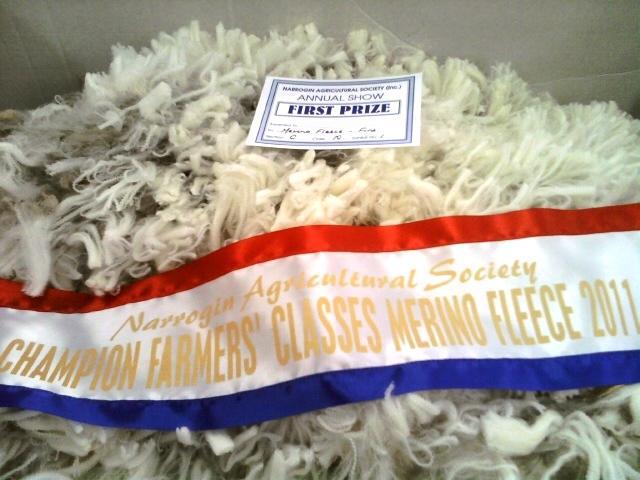 NARROGIN AGRICULTURAL SOCIETY (Inc.)
ANNUAL SHOW
FIRST PRIZE
Merino Fleece - Fine
Narrogin Agricultural Society
CHAMPION FARMERS' CLASSES MERINO FLEECE 2011